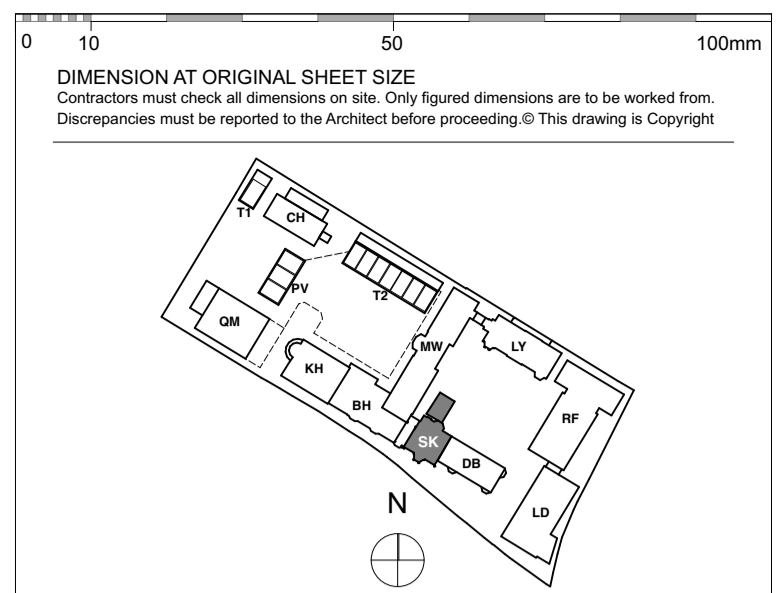 0 10 50 100mm
DIMENSION AT ORIGINAL SHEET SIZE
Contractors must check all dimensions on site. Only figured dimensions are to be worked from.
Discrepancies must be reported to the Architect before proceeding.© This drawing is Copyright
T1
CH
PV
T2
QM
MW
LY
KH
BH
RF
SK
DB
LD
N